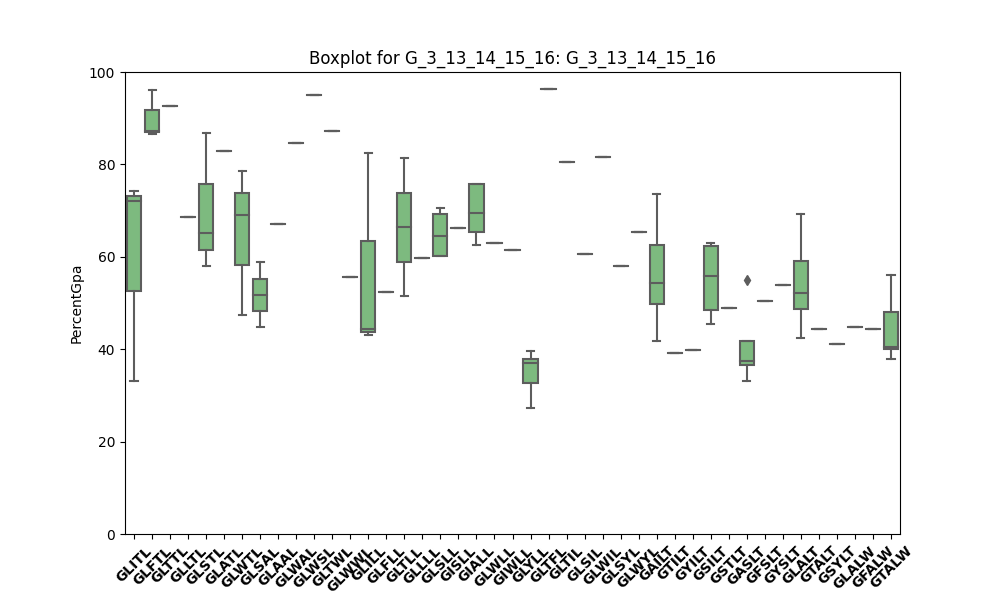 Boxplot for G_3_13_14_15_16: G_3_13_14_15_16
PercentGpa
100
80
60
40
20
0
GLITL
GLFTL
GLTTL
GLLTL
GLSTL
GLATL
GLWTL
GLSAL
GLAAL
GLWAL
GLWSL
GLTWL
GLWWL
GLILL
GLFLL
GLTLL
GLLLL
GLSLL
GISLL
GIALL
GLWLL
GIWLL
GLYLL
GLTFL
GLTIL
GLSIL
GLWIL
GLSYL
GLWYL
GAILT
GTILT
GYILT
GSILT
GSTLT
GASLT
GFSLT
GYSLT
GLALT
GTALT
GSYLT
GLALW
GFALW
GTALW